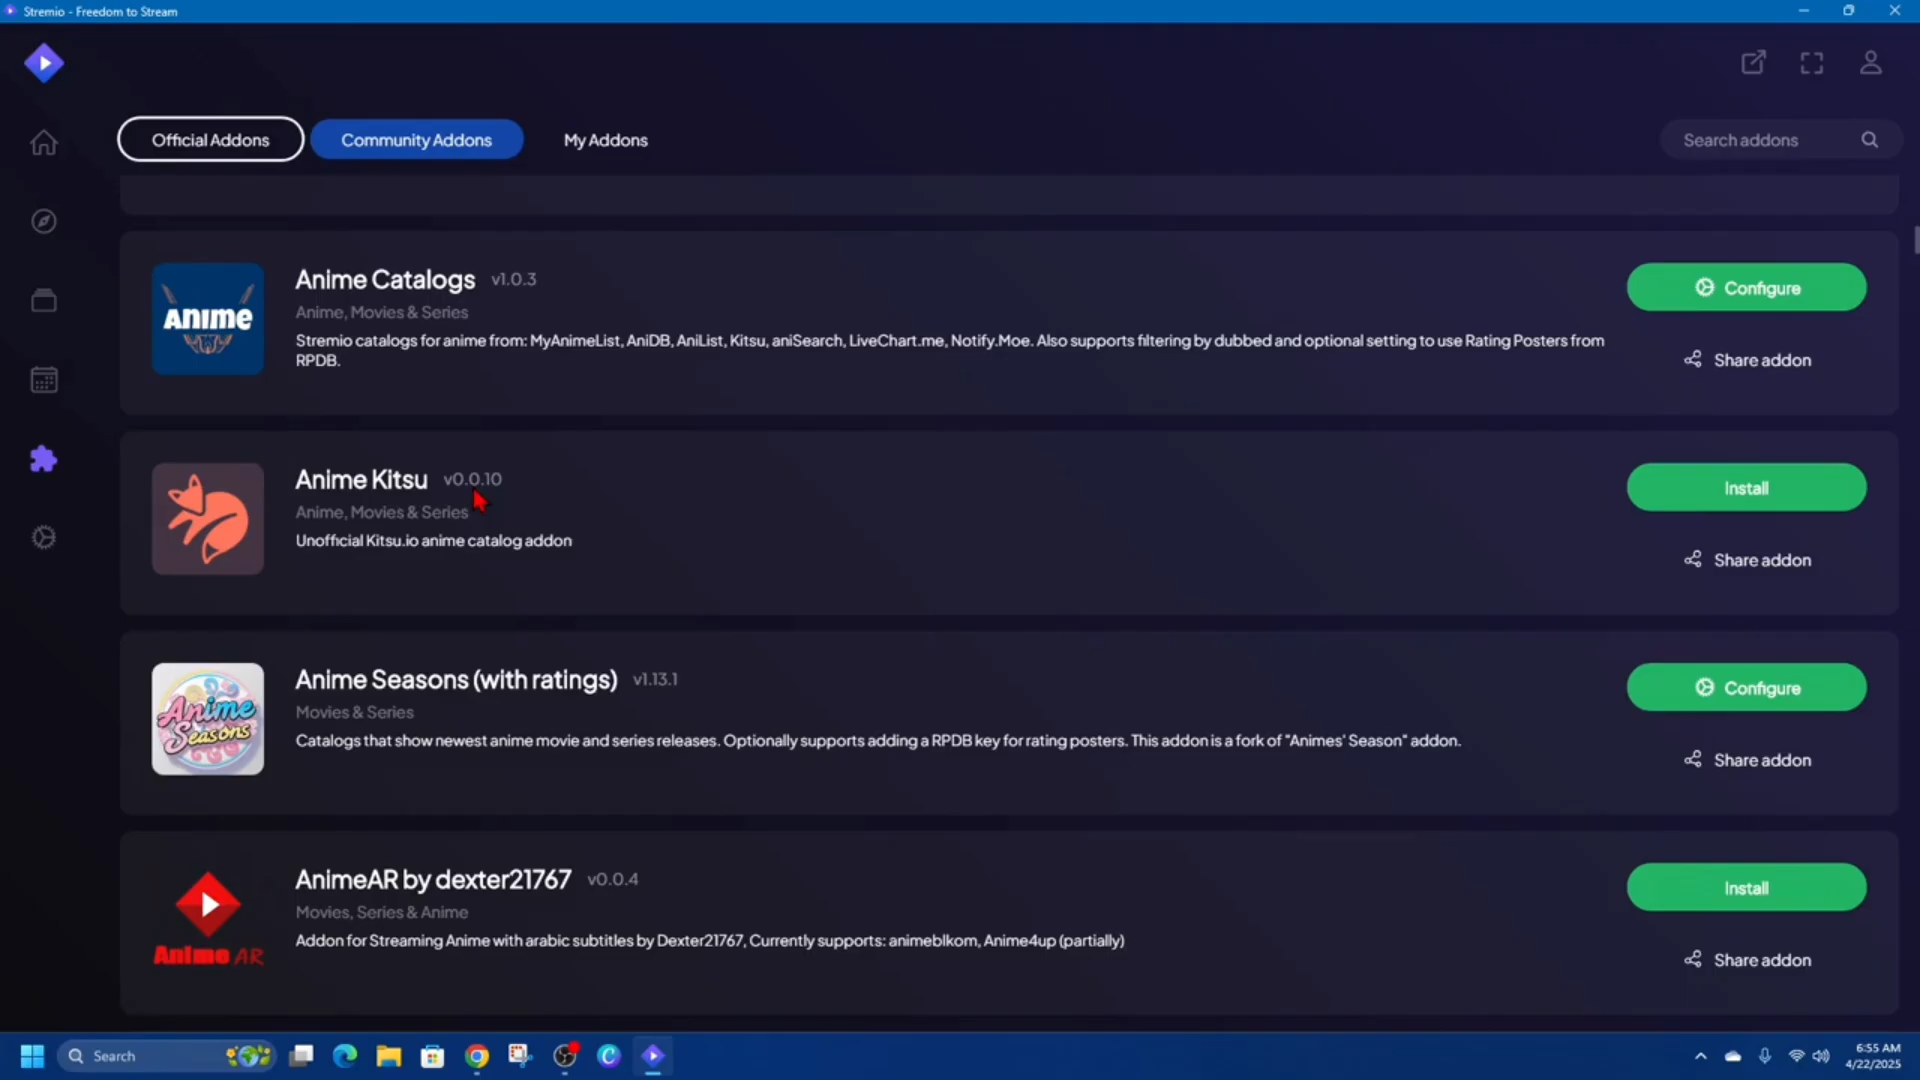 Stremio - Freedom to Stream
Official Addons
Community Addons
My Addons
Search addons
ANIME
Anime Catalogs v1.0.3
Anime, Movies & Series
Stremio catalogs for anime from: MyAnimeList, AniDB, AniList, Kitsu, aniSearch, LiveChart.me, Notify.Moe. Also supports filtering by dubbed and optional setting to use Rating Posters from
RPDB.
Configure
Share addon
Anime Kitsu v0.0.10
Anime, Movies & Series
Unofficial Kitsu.io anime catalog addon
Install
Share addon
Anime
Seasons
Anime Seasons (with ratings) v1.13.1
Movies & Series
Catalogs that show newest anime movie and series releases. Optionally supports adding a RPDB key for rating posters. This addon is a fork of "Animes' Season" addon.
Configure
Share addon
Anime AR
AnimeAR by dexter21767 v0.0.4
Movies, Series & Anime
Addon for Streaming Anime with arabic subtitles by Dexter21767, Currently supports: animeblkom, Anime4up (partially)
Install
Share addon
Search
6:55 AM
4/22/2025